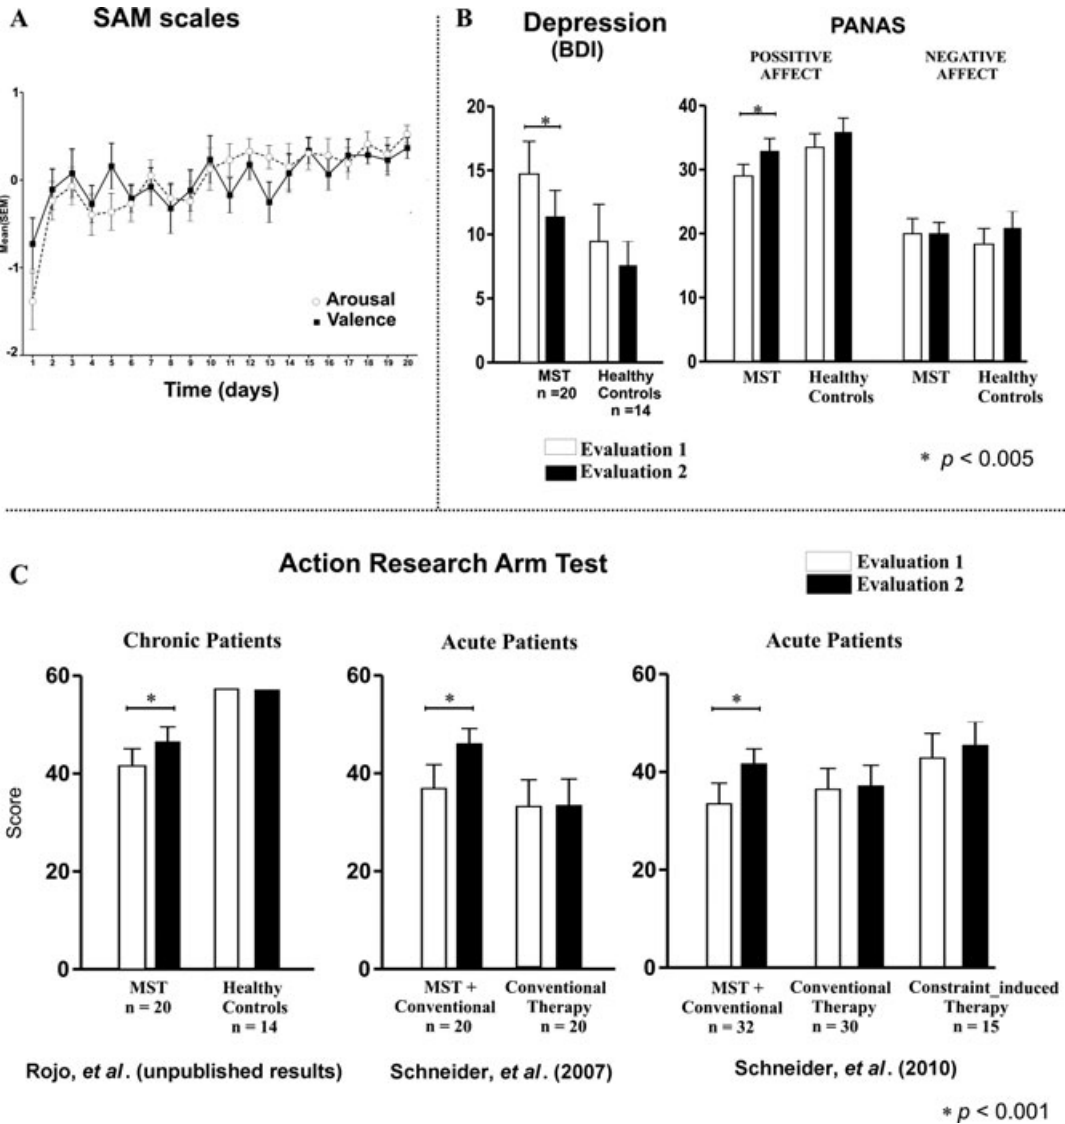 A
SAM scales
1
0
-1
-2
Mean(SEM)
Arousal
Valence
1 2 3 4 5 6 7 8 9 10 11 12 13 14 15 16 17 18 19 20
Time (days)
B
Depression
(BDI)
20
15
10
5
0
*
MST
n =20
Healthy
Controls
n =14
PANAS
POSSITIVE
AFFECT
NEGATIVE
AFFECT
40
30
20
10
0
*
MST
Healthy
Controls
MST
Healthy
Controls
Evaluation 1
Evaluation 2
* p < 0.005
C
Action Research Arm Test
Evaluation 1
Evaluation 2
Chronic Patients
Score
60
40
20
0
*
MST
n = 20
Healthy
Controls
n = 14
Rojo, et al. (unpublished results)
Acute Patients
60
40
20
0
*
MST +
Conventional
n = 20
Conventional
Therapy
n = 20
Schneider, et al. (2007)
Acute Patients
60
40
20
0
*
MST +
Conventional
n = 32
Conventional
Therapy
n = 30
Constraint_induced
Therapy
n = 15
Schneider, et al. (2010)
* p < 0.001